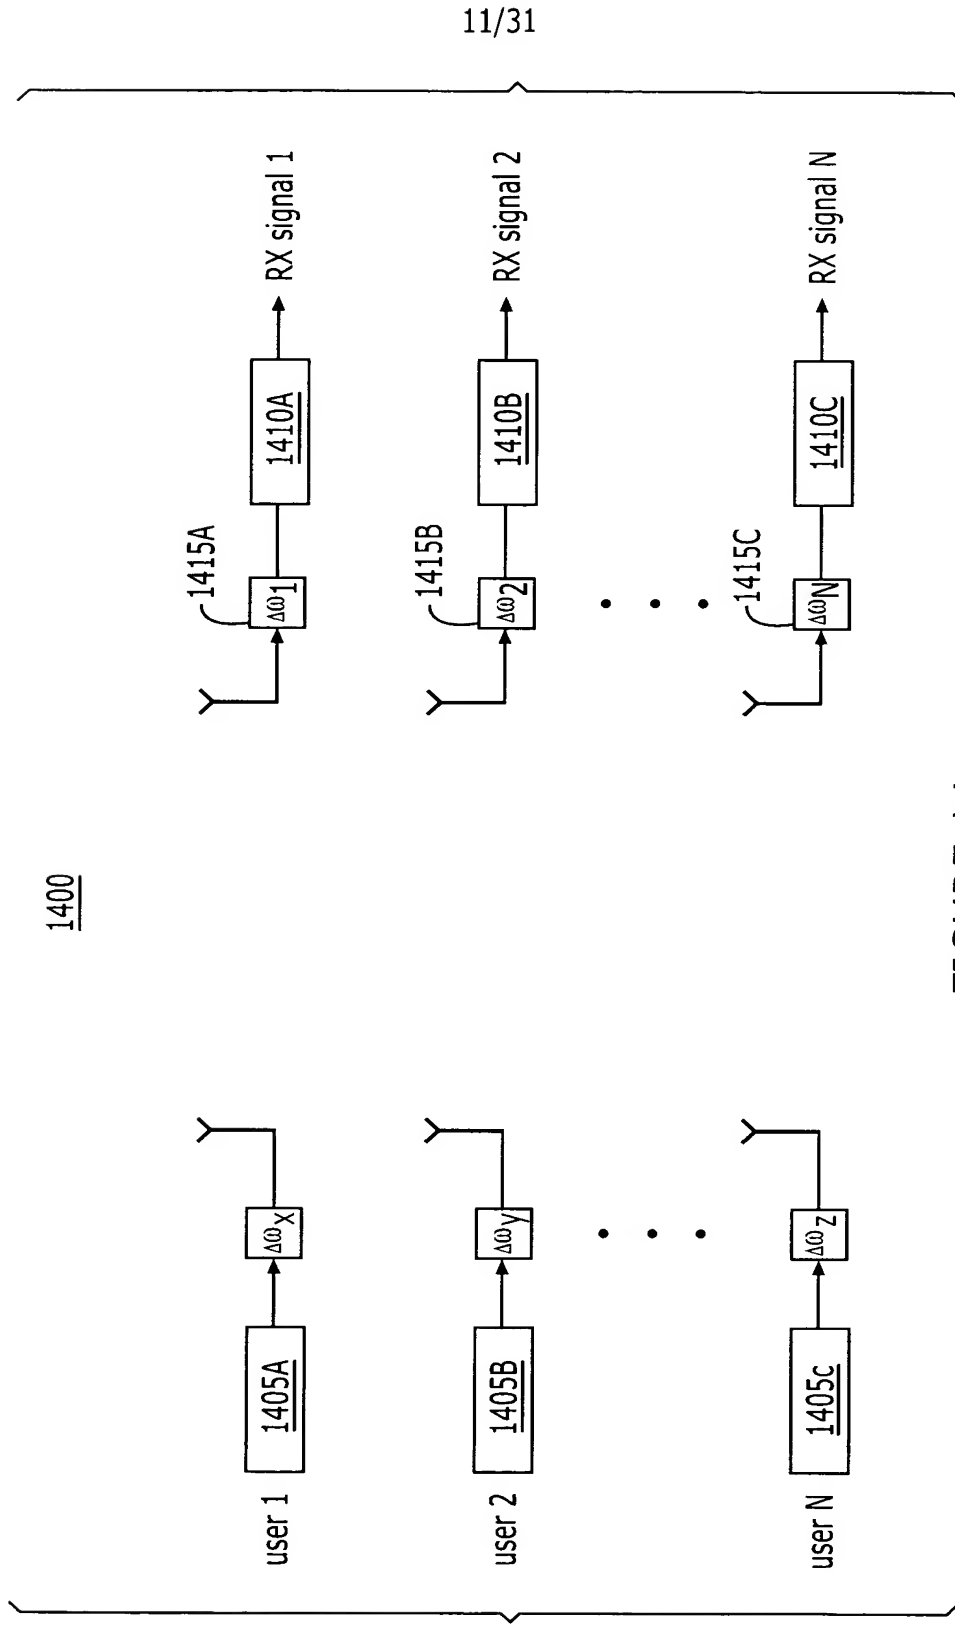 11/31
1400
user 1
1405A
Δωx
1415A
Δω1
1410A
RX signal 1
user 2
1405B
Δωy
1415B
Δω2
1410B
RX signal 2
user N
1405c
Δωz
1415C
ΔωN
1410C
RX signal N